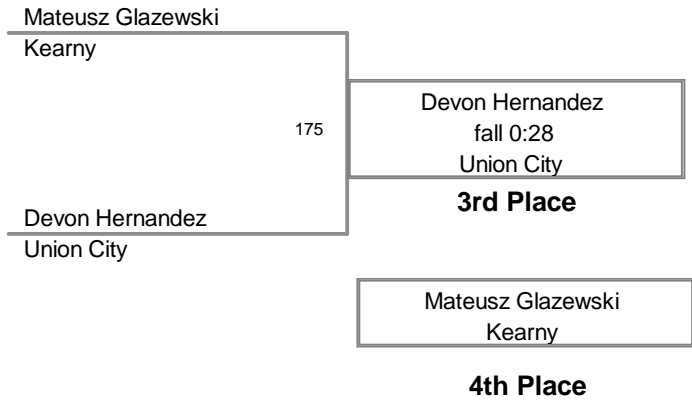 Mateusz Glazewski
Kearny
175
Devon Hernandez
fall 0:28
Union City
3rd Place
Devon Hernandez
Union City
Mateusz Glazewski
Kearny
4th Place